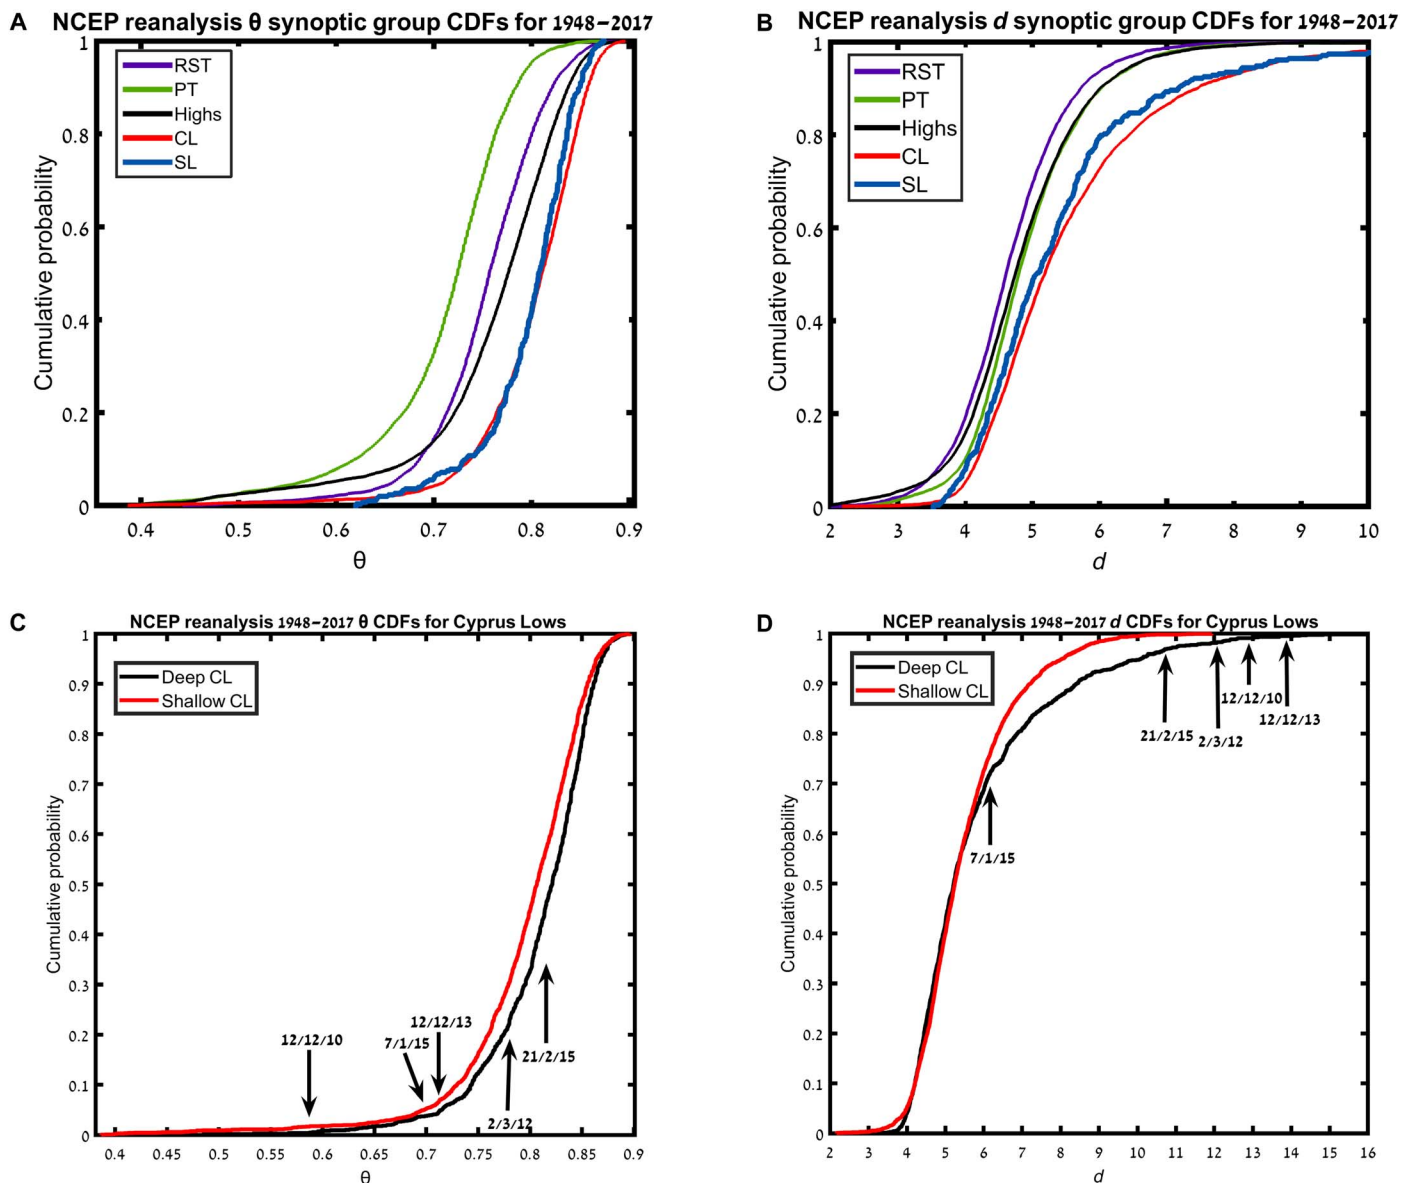 A
NCEP reanalysis θ synoptic group CDFs for 1948–2017
RST
PT
Highs
CL
SL
1
0.8
0.6
0.4
0.2
0
Cumulative probability
0.4 0.5 0.6 0.7 0.8 0.9
θ
B
NCEP reanalysis d synoptic group CDFs for 1948–2017
RST
PT
Highs
CL
SL
1
0.8
0.6
0.4
0.2
0
Cumulative probability
2 3 4 5 6 7 8 9 10
d
C
NCEP reanalysis 1948–2017 θ CDFs for Cyprus Lows
Deep CL
Shallow CL
1
0.9
0.8
0.7
0.6
0.5
0.4
0.3
0.2
0.1
0
Cumulative probability
12/12/10
7/1/15
12/12/13
21/2/15
2/3/12
0.4 0.45 0.5 0.55 0.6 0.65 0.7 0.75 0.8 0.85 0.9
θ
D
NCEP reanalysis 1948–2017 d CDFs for Cyprus Lows
Deep CL
Shallow CL
1
0.9
0.8
0.7
0.6
0.5
0.4
0.3
0.2
0.1
0
Cumulative probability
12/12/10
12/12/13
21/2/15
2/3/12
7/1/15
2 3 4 5 6 7 8 9 10 11 12 13 14 15 16
d